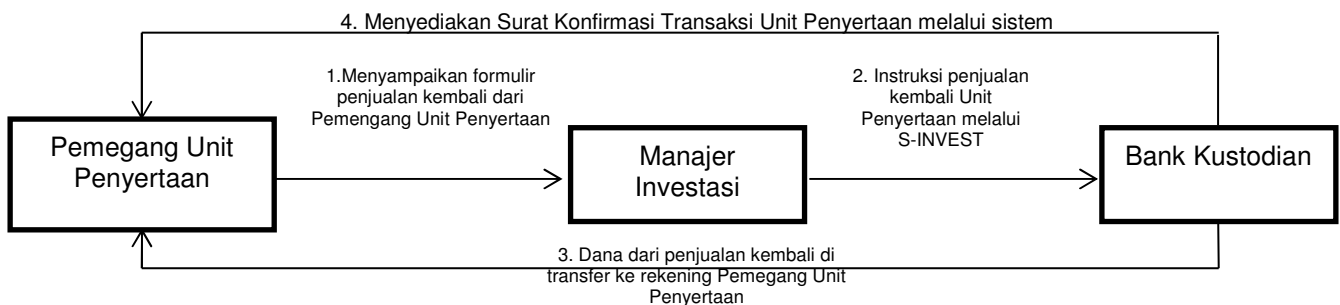 4. Menyediakan Surat Konfirmasi Transaksi Unit Penyertaan melalui sistem
1.Menyampaikan formulir
penjualan kembali dari
Pemengang Unit Penyertaan
2. Instruksi penjualan
kembali Unit
Penyertaan melalui
S-INVEST
Pemegang Unit
Penyertaan
Manajer
Investasi
Bank Kustodian
3. Dana dari penjualan kembali di
transfer ke rekening Pemegang Unit
Penyertaan